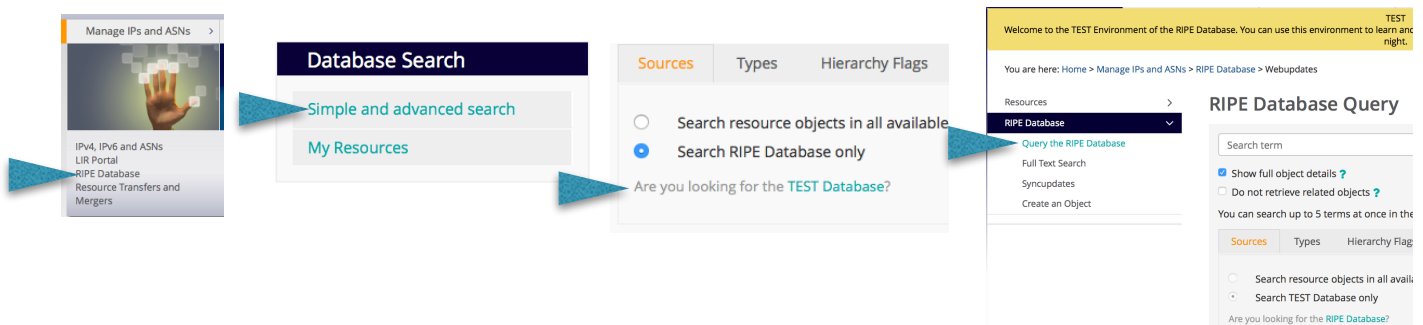 Manage IPs and ASNs >
IPv4, IPv6 and ASNs
LIR Portal
RIPE Database
Resource Transfers and
Mergers
Database Search
Simple and advanced search
My Resources
Sources Types Hierarchy Flags
Search resource objects in all available
Search RIPE Database only
Are you looking for the TEST Database?
TEST
Welcome to the TEST Environment of the RIPE Database. You can use this environment to learn and
night.
You are here: Home > Manage IPs and ASNs > RIPE Database > Webupdates
Resources >
RIPE Database
Query the RIPE Database
Full Text Search
Syncupdates
Create an Object
RIPE Database Query
Search term
Show full object details ?
Do not retrieve related objects ?
You can search up to 5 terms at once in the
Sources Types Hierarchy Flags
Search resource objects in all availa
Search TEST Database only
Are you looking for the RIPE Database?